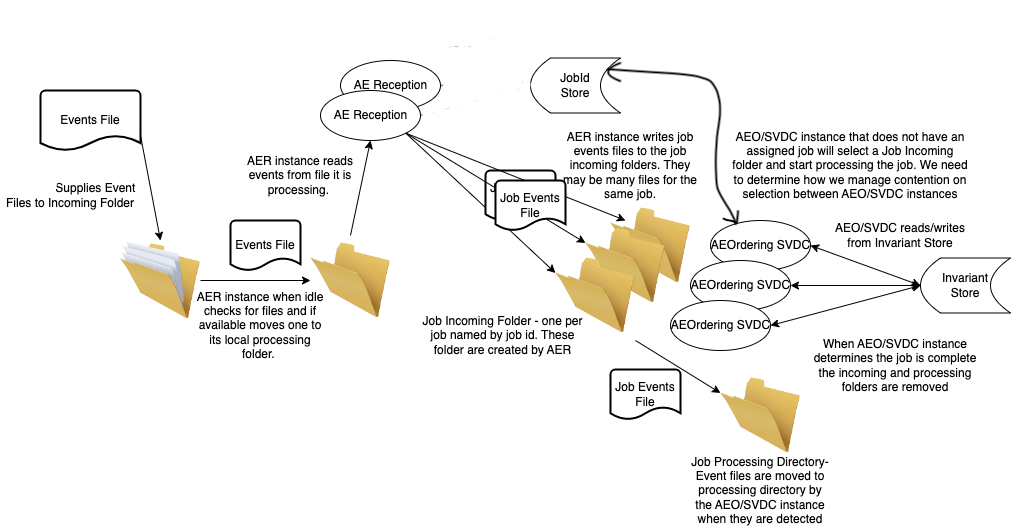 AE Reception
AE Reception
JobId
Store
Events File
Supplies Event
Files to Incoming Folder
AER instance reads
events from file it is
processing.
Events File
AER instance when idle
checks for files and if
available moves one to
its local processing
folder.
AER instance writes job
events files to the job
incoming folders. They
may be many files for the
same job.
Job Events
File
Job Incoming Folder - one per
job named by job id. These
folder are created by AER
AEO/SVDC instance that does not have an
assigned job will select a Job Incoming
folder and start processing the job. We need
to determine how we manage contention on
selection between AEO/SVDC instances
AEOrdering SVDC
AEOrdering SVDC
AEOrdering SVDC
AEO/SVDC reads/writes
from Invariant Store
Invariant
Store
When AEO/SVDC instance
determines the job is complete
the incoming and processing
folders are removed
Job Events
File
Job Processing Directory-
Event files are moved to
processing directory by
the AEO/SVDC instance
when they are detected